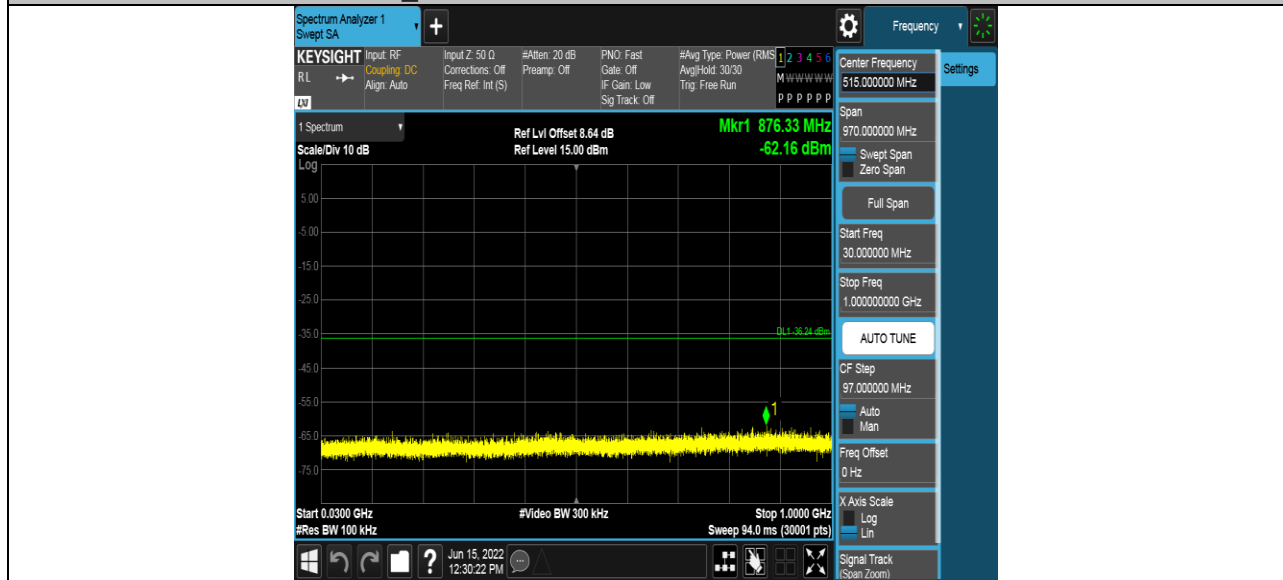 Spectrum Analyzer 1
Swept SA
+
Frequency
KEYSIGHT
RL
LXI
Input: RF
Coupling: DC
Align: Auto
Input Z: 50 Ω
Corrections: Off
Freq Ref: Int (S)
#Atten: 20 dB
Preamp: Off
PNO: Fast
Gate: Off
IF Gain: Low
Sig Track: Off
#Avg Type: Power (RMS
Avg|Hold: 30/30
Trig: Free Run
1 2 3 4 5 6
M W W W W W
P P P P P P
1 Spectrum
Scale/Div 10 dB
Log
Ref Lvl Offset 8.64 dB
Ref Level 15.00 dBm
Mkr1 876.33 MHz
-62.16 dBm
5.00
-5.00
-15.0
-25.0
-35.0
DL1 -36.24 dBm
-45.0
-55.0
1
-65.0
-75.0
Start 0.0300 GHz
#Res BW 100 kHz
#Video BW 300 kHz
Stop 1.0000 GHz
Sweep 94.0 ms (30001 pts)
?
Jun 15, 2022
12:30:22 PM
Settings
Center Frequency
515.000000 MHz
Span
970.000000 MHz
Swept Span
Zero Span
Full Span
Start Freq
30.000000 MHz
Stop Freq
1.000000000 GHz
AUTO TUNE
CF Step
97.000000 MHz
Auto
Man
Freq Offset
0 Hz
X Axis Scale
Log
Lin
Signal Track
(Span Zoom)